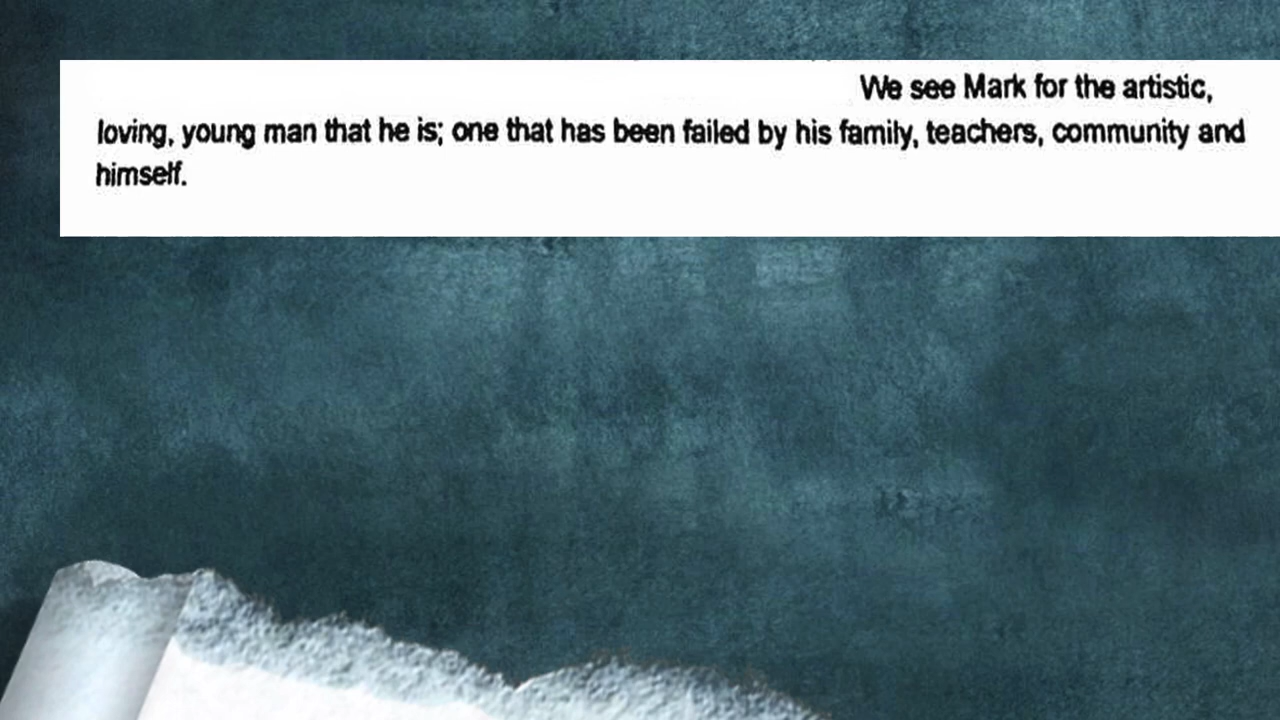 We see Mark for the artistic,
loving, young man that he is; one that has been failed by his family, teachers, community and
himself.